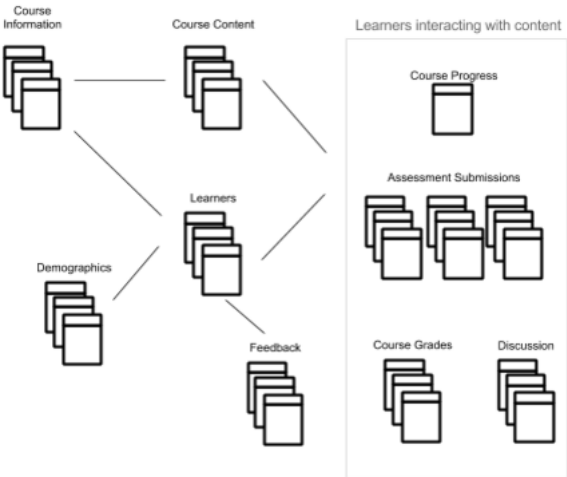 Course
Information
Course Content
Learners interacting with content
Course Progress
Assessment Submissions
Learners
Demographics
Feedback
Course Grades
Discussion